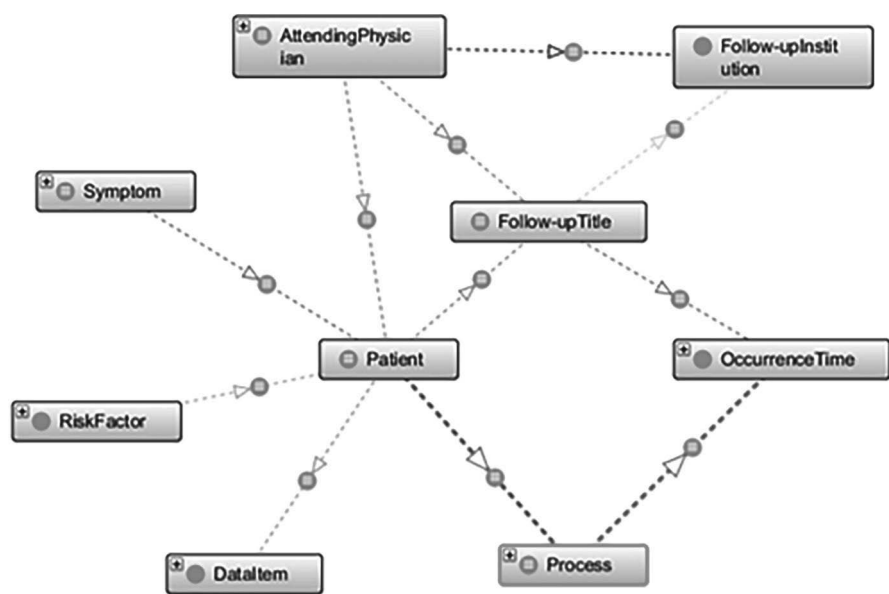 AttendingPhysic
ian
Follow-upInstit
ution
Symptom
Follow-upTitle
Patient
OccurrenceTime
RiskFactor
DataItem
Process